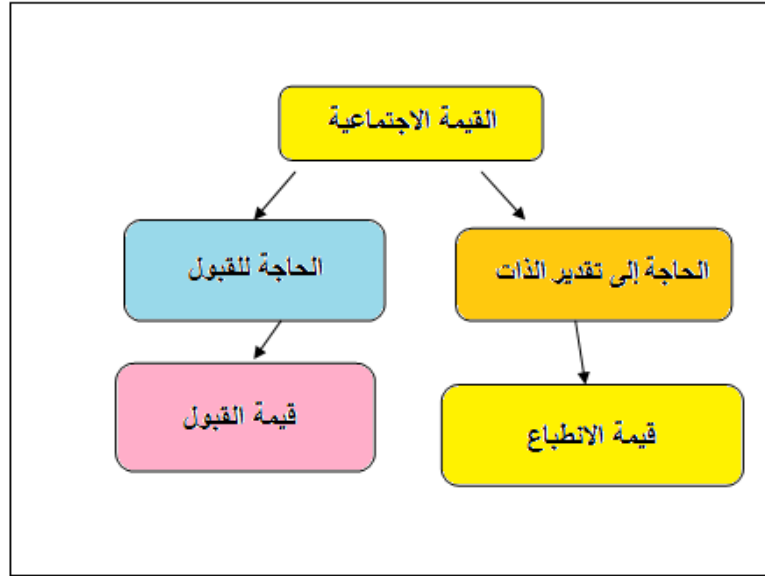 القيمة الاجتماعية
الحاجة إلى تقدير الذات
الحاجة للقبول
قيمة الانطباع
قيمة القبول